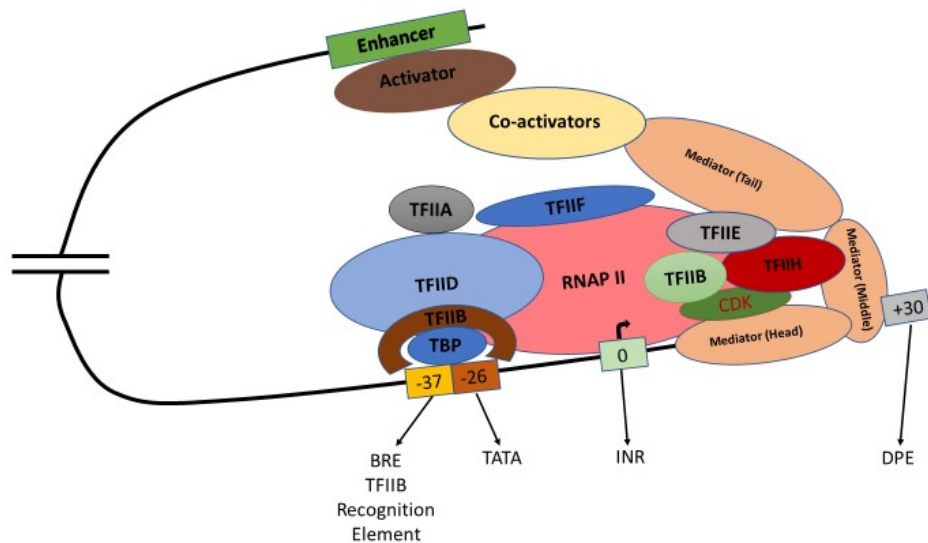 Enhancer
Activator
Co-activators
Mediator (Tail)
TFIIA
TFIIF
TFIIE
TFIID
RNAP II
TFIIB
TFIIH
Mediator (Middle)
CDK
+30
TFIIB
TBP
Mediator (Head)
0
-37
-26
BRE
TFIIB
Recognition
Element
TATA
INR
DPE